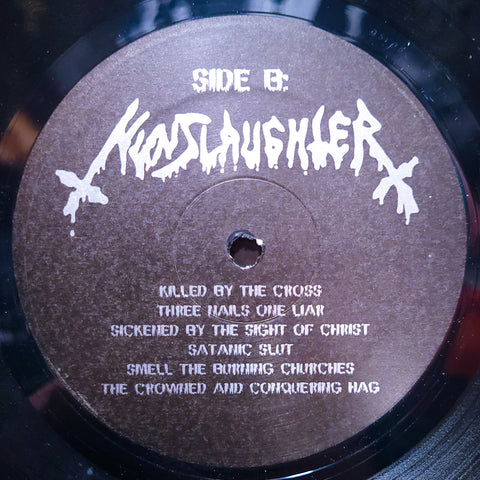 SIDE B:
NUNSLAUGHTER
KILLED BY THE CROSS
THREE NAILS ONE LIAR
SICKENED BY THE SIGHT OF CHRIST
SATANIC SLUT
SMELL THE BURNING CHURCHES
THE CROWNED AND CONQUERING HAG